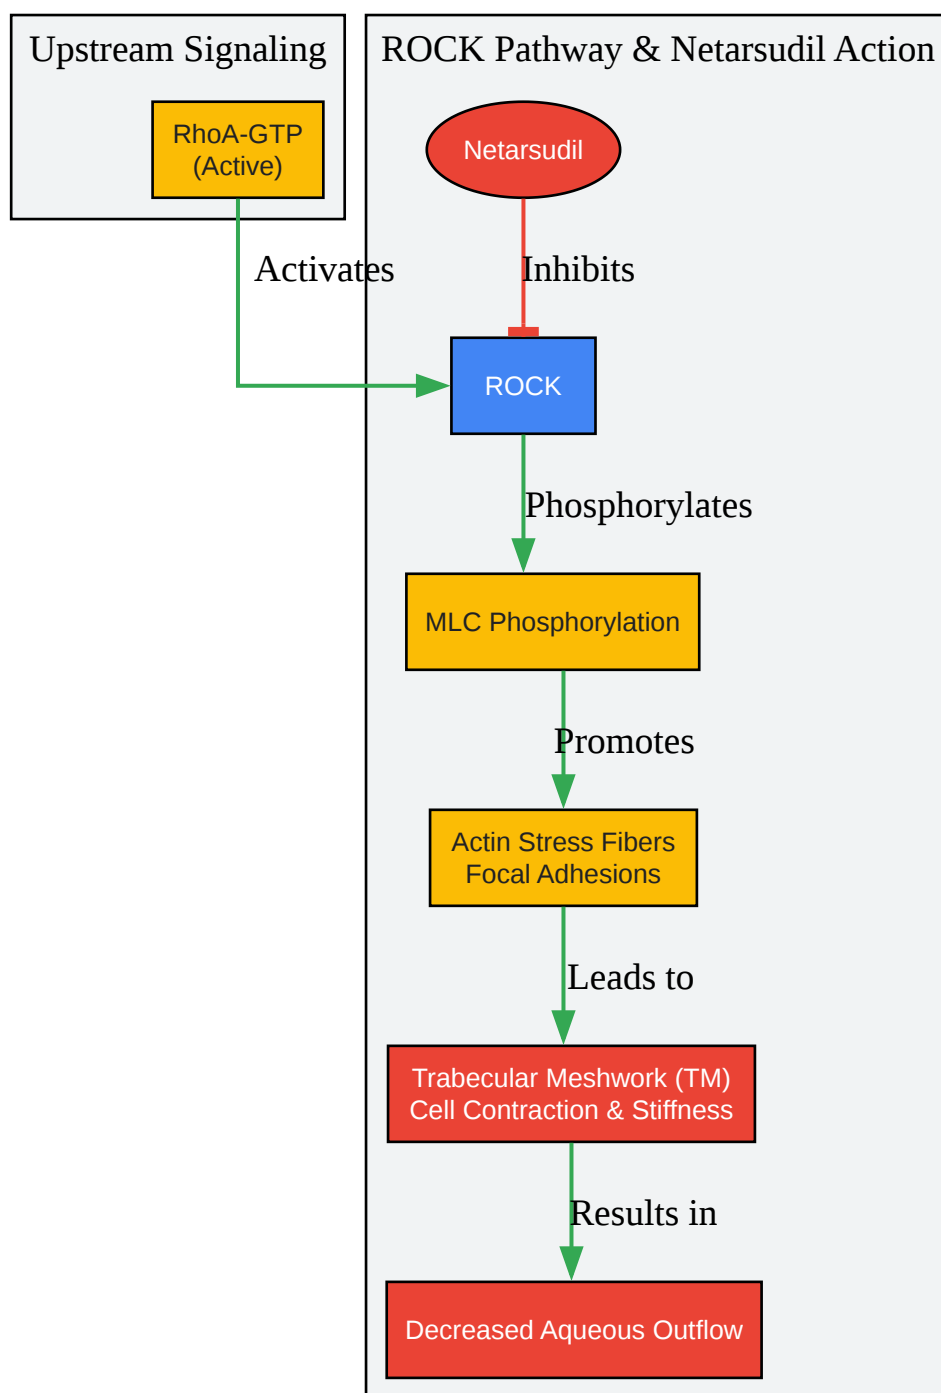 Upstream Signaling
RhoA-GTP
(Active)
Activates
ROCK Pathway & Netarsudil Action
Netarsudil
Inhibits
ROCK
Phosphorylates
MLC Phosphorylation
Promotes
Actin Stress Fibers
Focal Adhesions
Leads to
Trabecular Meshwork (TM)
Cell Contraction & Stiffness
Results in
Decreased Aqueous Outflow